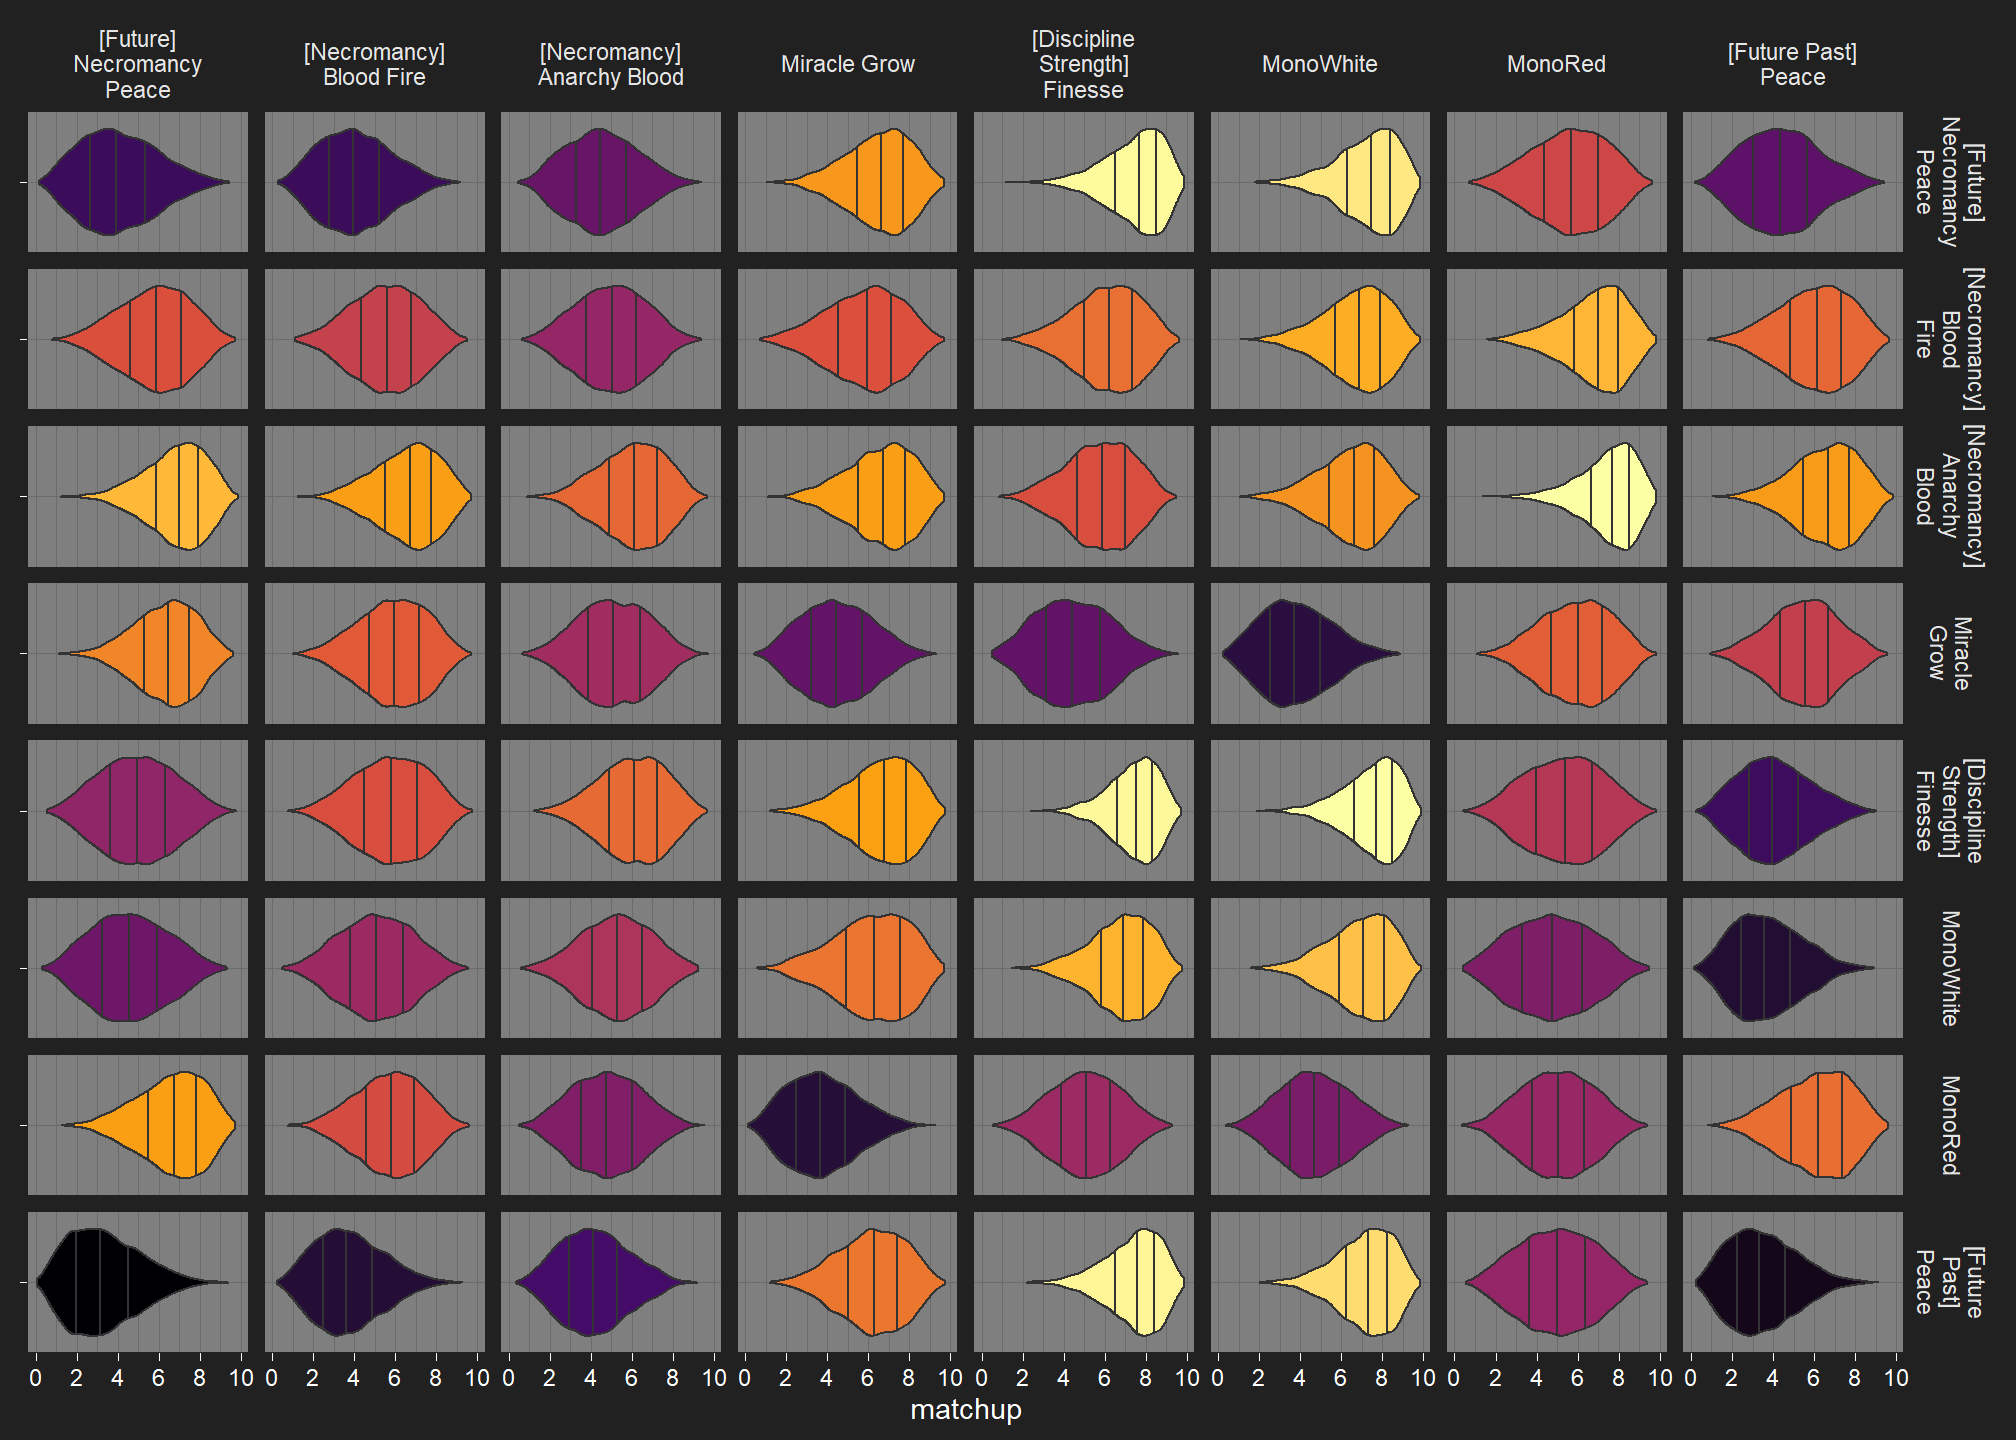 [Future]
Necromancy
Peace
[Necromancy]
Blood Fire
[Necromancy]
Anarchy Blood
Miracle Grow
[Discipline
Strength]
Finesse
MonoWhite
MonoRed
[Future Past]
Peace
[Future]
Necromancy
Peace
[Necromancy]
Blood
Fire
[Necromancy]
Anarchy
Blood
Miracle
Grow
[Discipline
Strength]
Finesse
MonoWhite
MonoRed
[Future
Past]
Peace
0 2 4 6 8 10 0 2 4 6 8 10 0 2 4 6 8 10 0 2 4 6 8 10 0 2 4 6 8 10 0 2 4 6 8 10 0 2 4 6 8 10 0 2 4 6 8 10
matchup